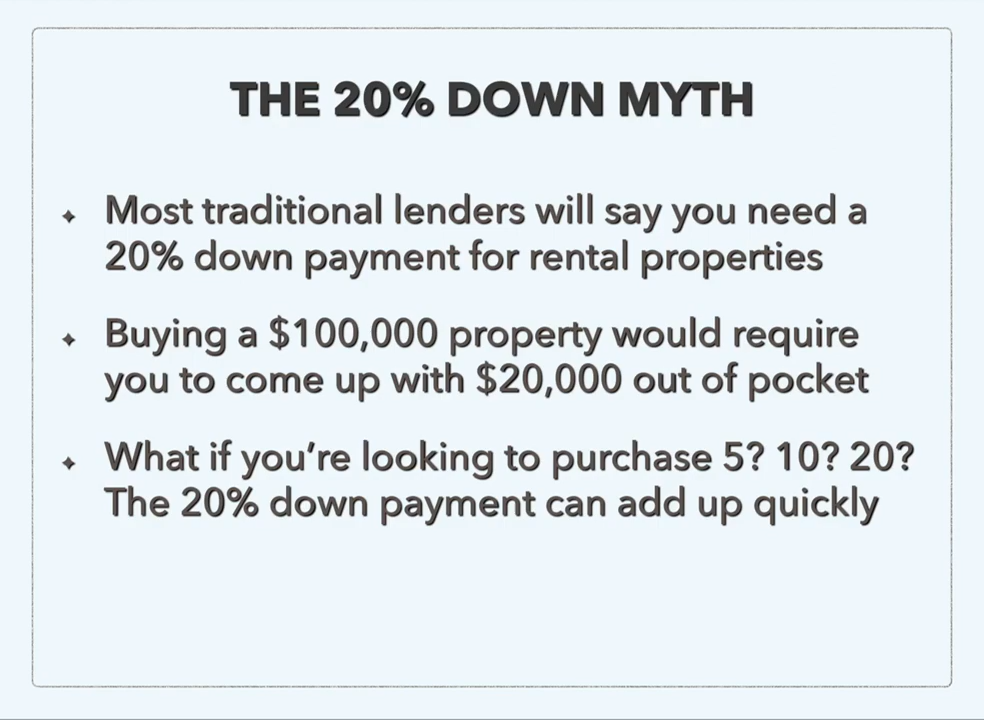 THE 20% DOWN MYTH
Most traditional lenders will say you need a
20% down payment for rental properties
Buying a $100,000 property would require
you to come up with $20,000 out of pocket
What if you’re looking to purchase 5? 10? 20?
The 20% down payment can add up quickly